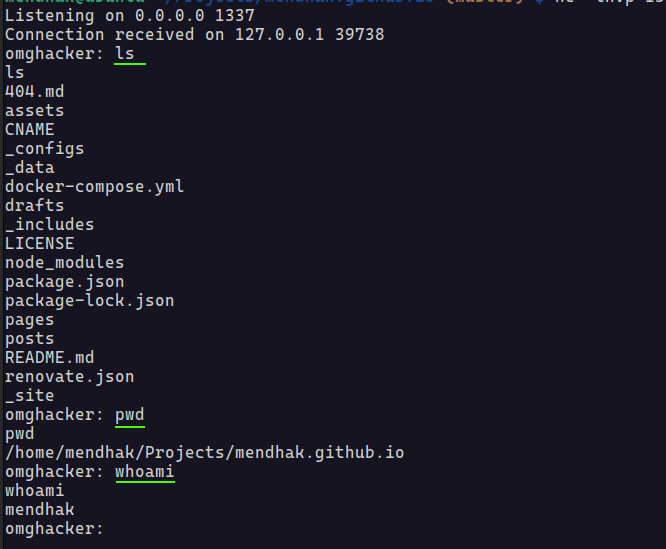 Listening on 0.0.0.0 1337
Connection received on 127.0.0.1 39738
omghacker: ls
ls
404.md
assets
CNAME
_configs
_data
docker-compose.yml
drafts
_includes
LICENSE
node_modules
package.json
package-lock.json
pages
posts
README.md
renovate.json
_site
omghacker: pwd
pwd
/home/mendhak/Projects/mendhak.github.io
omghacker: whoami
whoami
mendhak
omghacker: